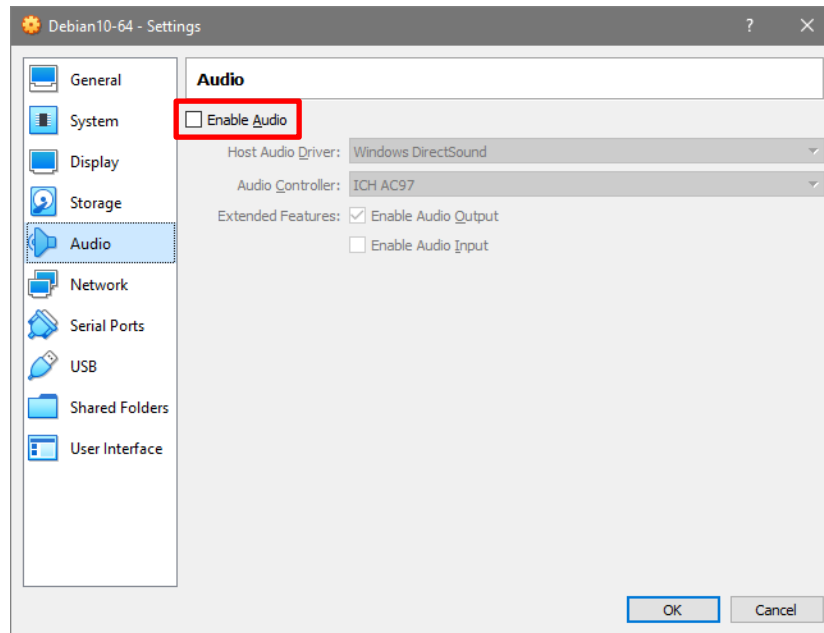 Debian10-64 - Settings
?
General
System
Display
Storage
Audio
Network
Serial Ports
USB
Shared Folders
User Interface
Audio
Enable Audio
Host Audio Driver: Windows DirectSound
Audio Controller: ICH AC97
Extended Features: Enable Audio Output
Enable Audio Input
OK Cancel